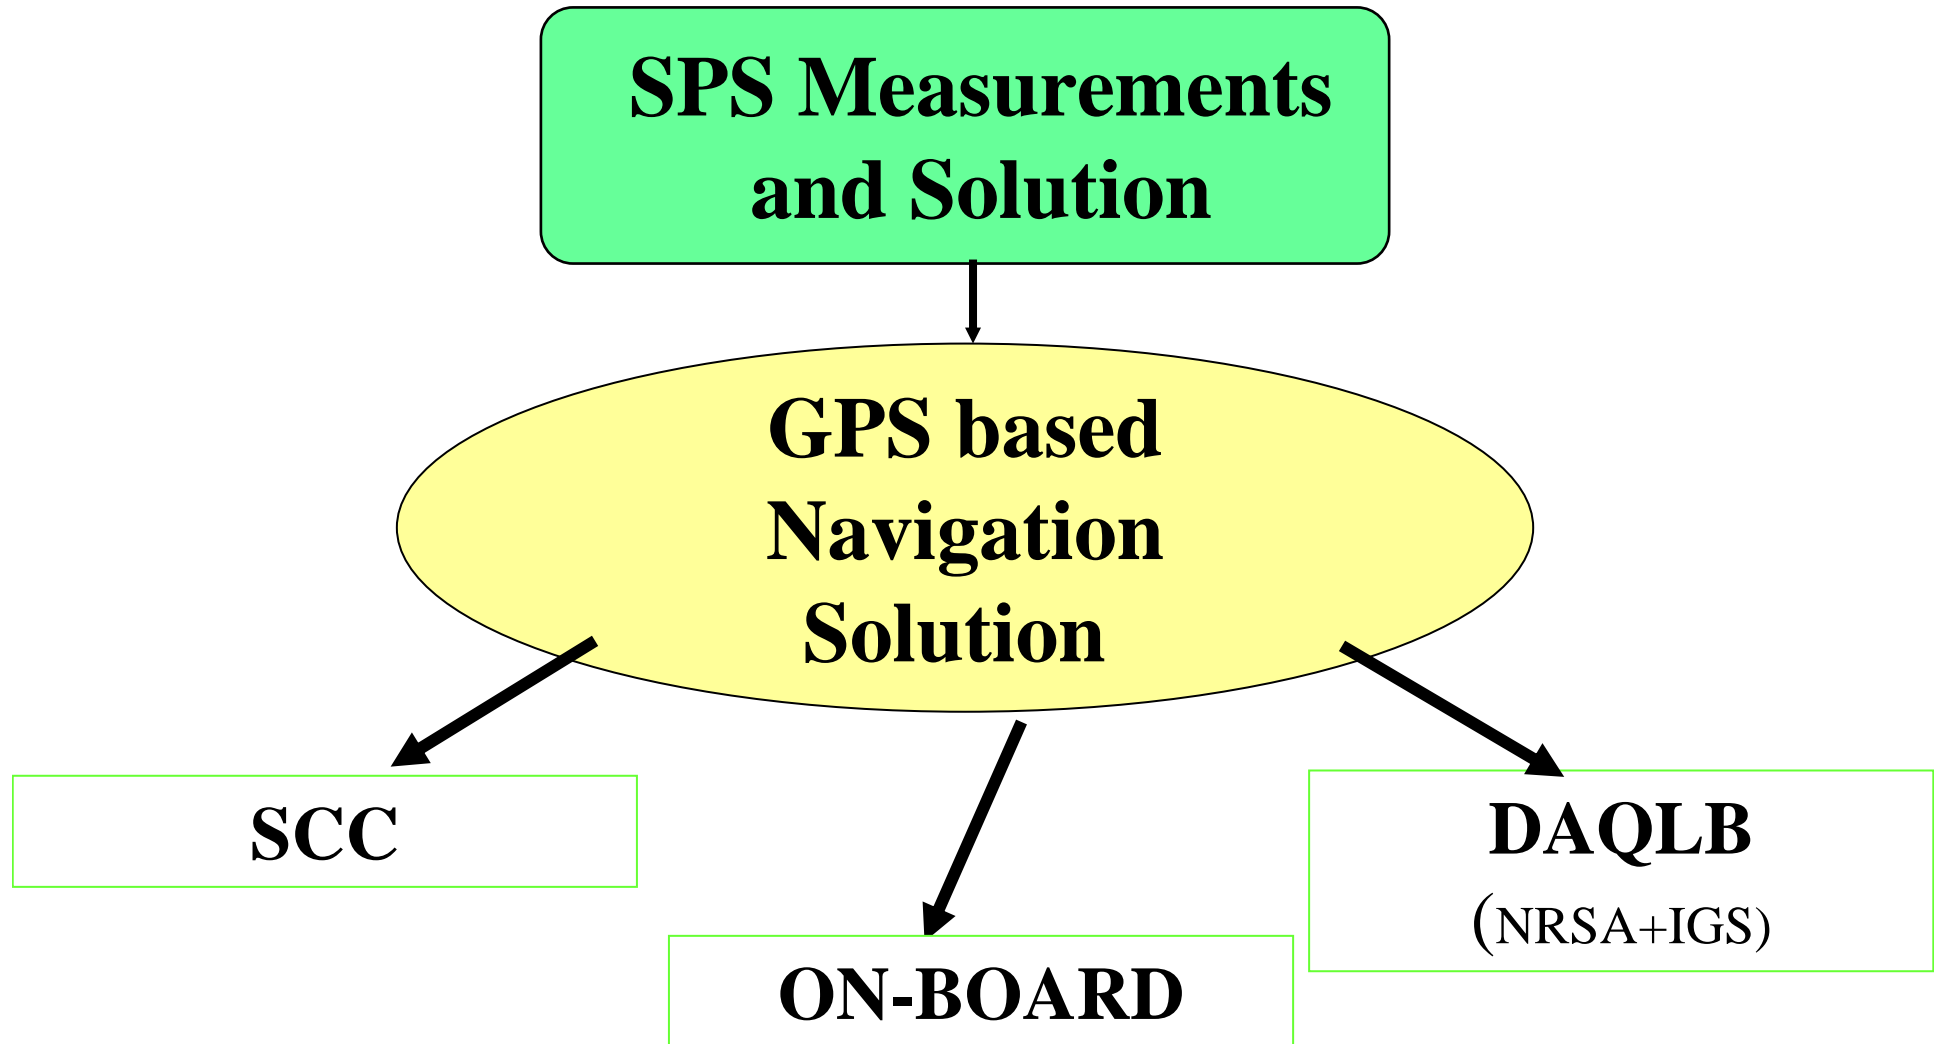 SPS Measurements
and Solution
GPS based
Navigation
Solution
SCC
DAQLB
(NRSA+IGS)
ON-BOARD